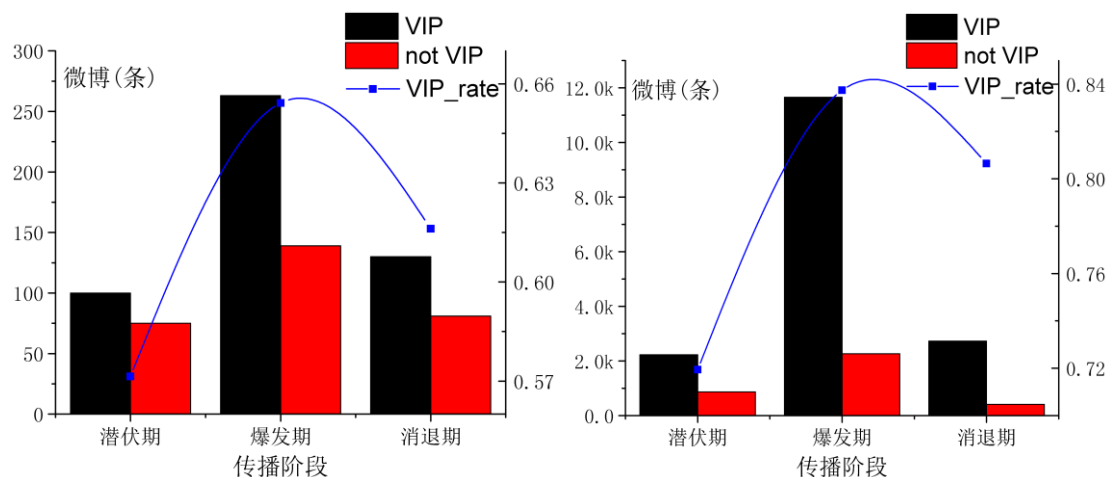 VIP
not VIP
VIP_rate
微博(条)
300
250
200
150
100
50
0
0.66
0.63
0.60
0.57
潜伏期 爆发期 消退期
传播阶段
VIP
not VIP
VIP_rate
微博(条)
12.0k
10.0k
8.0k
6.0k
4.0k
2.0k
0.0
0.84
0.80
0.76
0.72
潜伏期 爆发期 消退期
传播阶段